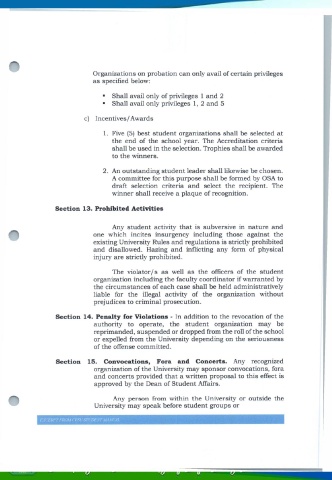 Organizations on probation can only avail of certain privileges
as specified below:
• Shall avail only of privileges 1 and 2
• Shall avail only privileges 1, 2 and 5
c) Incentives/Awards
1. Five (5) best student organizations shall be selected at
the end of the school year. The Accreditation criteria
shall be used in the selection. Trophies shall be awarded
to the winners.
2. An outstanding student leader shall likewise be chosen.
A committee for this purpose shall be formed by OSA to
draft selection criteria and select the recipient. The
winner shall receive a plaque of recognition.
Section 13. Prohibited Activities
Any student activity that is subversive in nature and
one which incites insurgency including those against the
existing University Rules and regulations is strictly prohibited
and disallowed. Hazing and inflicting any form of physical
injury are strictly prohibited.
The violator/s as well as the officers of the student
organization including the faculty coordinator if warranted by
the circumstances of each case shall be held administratively
liable for the illegal activity of the organization without
prejudices to criminal prosecution.
Section 14. Penalty for Violations - In addition to the revocation of the
authority to operate, the student organization may be
reprimanded, suspended or dropped from the roll of the school
or expelled from the University depending on the seriousness
of the offense committed.
Section 15. Convocations, Fora and Concerts. Any recognized
organization of the University may sponsor convocations, fora
and concerts provided that a written proposal to this effect is
approved by the Dean of Student Affairs.
Any person from within the University or outside the
University may speak before student groups or